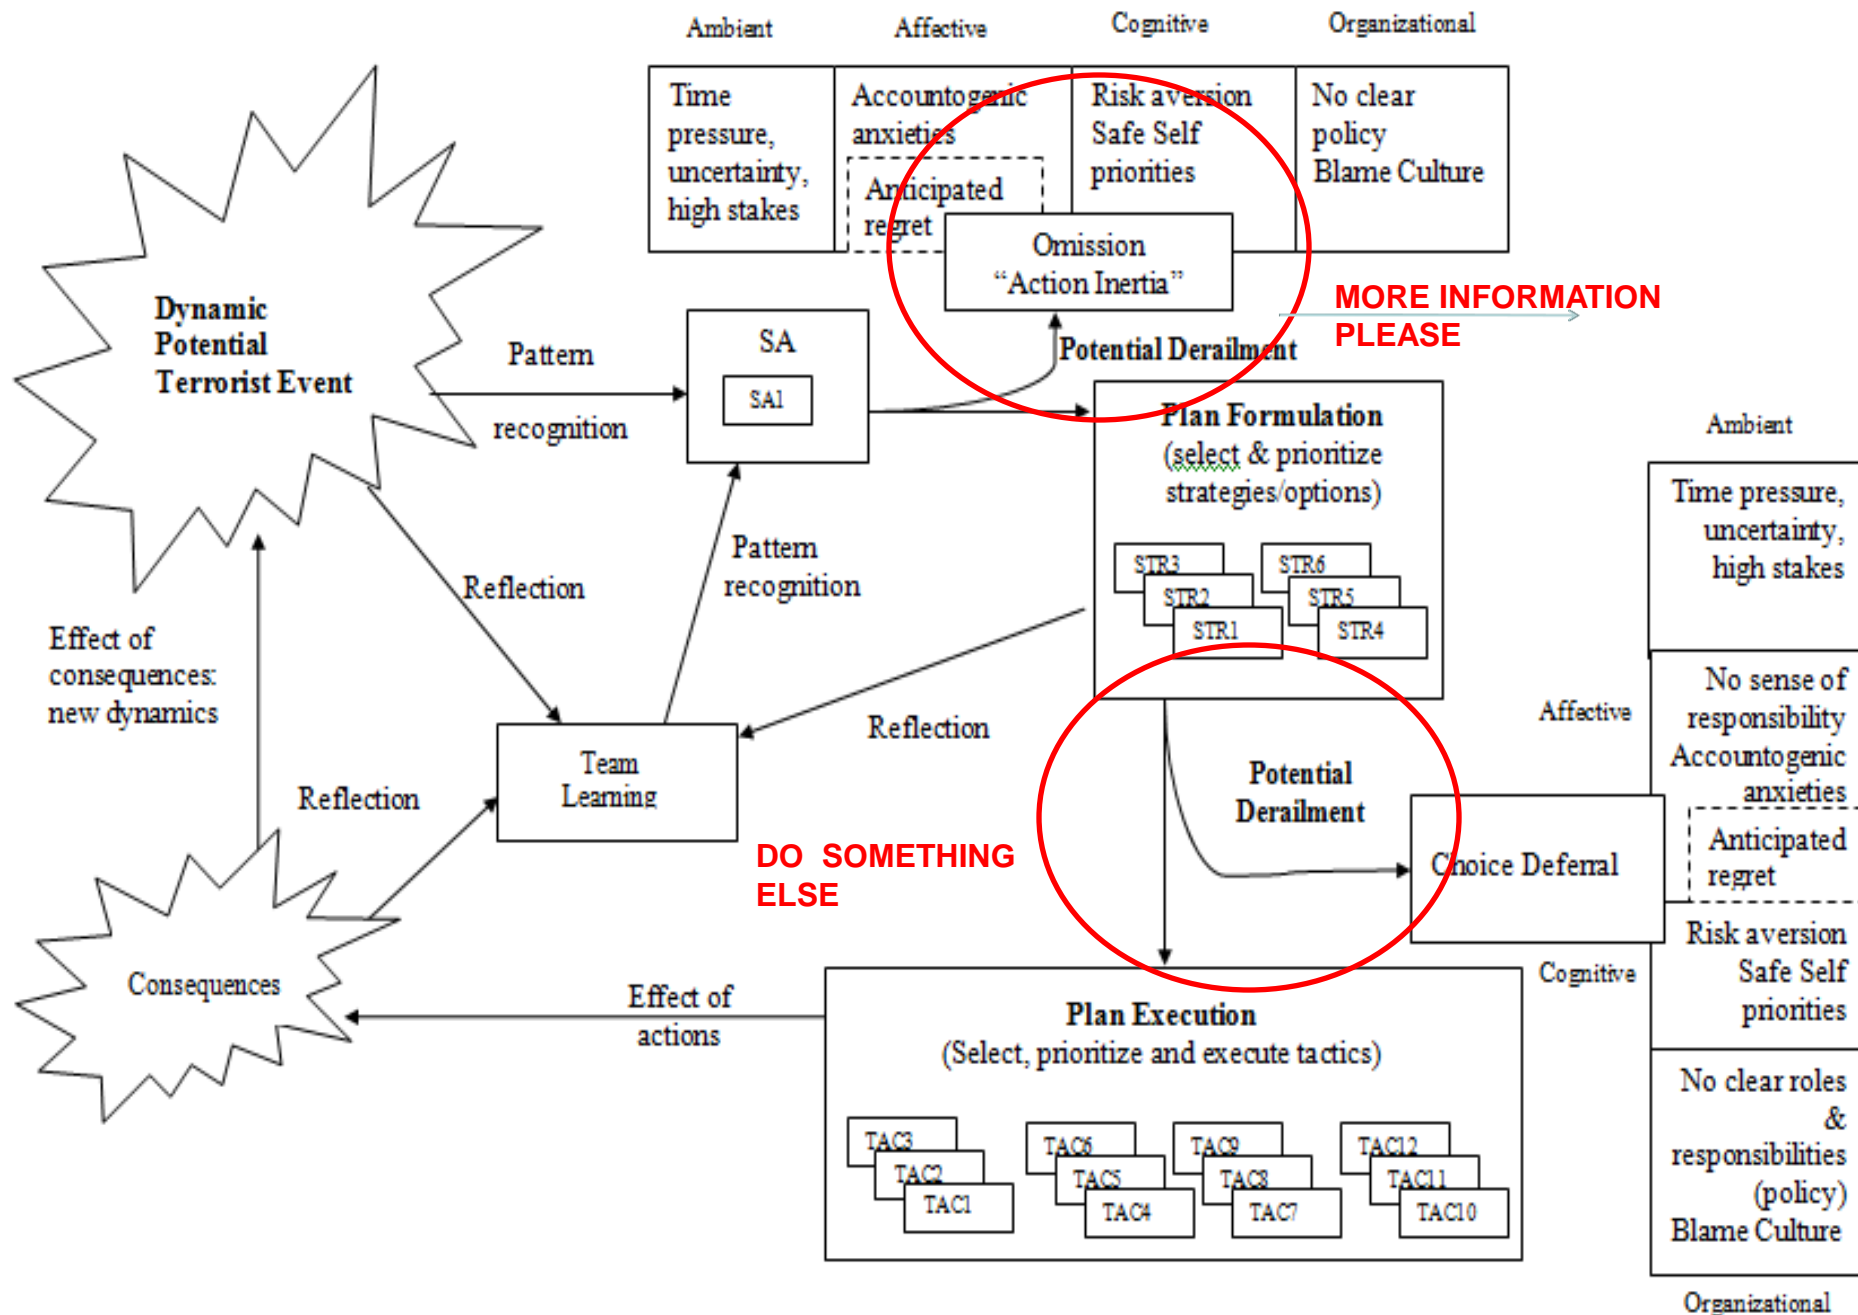 Ambient
Affective
Cognitive
Organizational
Time
pressure,
uncertainty,
high stakes
Accountogenic
anxieties
Anticipated
regret
Risk aversion
Safe Self
priorities
No clear
policy
Blame Culture
Omission
“Action Inertia”
MORE INFORMATION
PLEASE
Dynamic
Potential
Terrorist Event
Pattern
recognition
SA
SA1
Potential Derailment
Plan Formulation
(select & prioritize
strategies/options)
STR3
STR2
STR1
STR6
STR5
STR4
Ambient
Time pressure,
uncertainty,
high stakes
Reflection
Pattern
recognition
Effect of
consequences:
new dynamics
Reflection
Team
Learning
Reflection
Potential
Derailment
DO SOMETHING
ELSE
Choice Deferral
Affective
No sense of
responsibility
Accountogenic
anxieties
Anticipated
regret
Cognitive
Risk aversion
Safe Self
priorities
Consequences
Effect of
actions
Plan Execution
(Select, prioritize and execute tactics)
TAC3
TAC2
TAC1
TAC6
TAC5
TAC4
TAC9
TAC8
TAC7
TAC12
TAC11
TAC10
No clear roles
&
responsibilities
(policy)
Blame Culture
Organizational